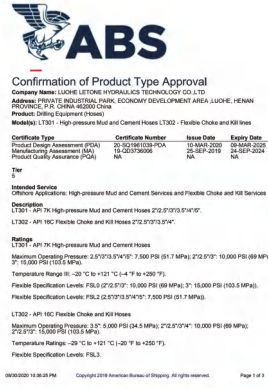 ABS
Confirmation of Product Type Approval
Company Name: LUOHE LETONE HYDRAULICS TECHNOLOGY CO.,LTD
Address: PRIVATE INDUSTRIAL PARK, ECONOMY DEVELOPMENT AREA ,LUOHE, HENAN
PROVINCE, P.R. CHINA 462000 China
Product: Drilling Equipment (Hoses)
Model(s): LT301 - High-pressure Mud and Cement Hoses LT302 - Flexible Choke and Kill lines
Certificate Type Certificate Number Issue Date Expiry Date
Product Design Assessment (PDA) 20-SQ1961039-PDA 10-MAR-2020 09-MAR-2025
Manufacturing Assessment (MA) 19-QD3736006 25-SEP-2019 24-SEP-2024
Product Quality Assurance (PQA) NA NA NA
Tier
5
Intended Service
Offshore Applications: High-pressure Mud and Cement Services and Flexible Choke and Kill Services
Description
LT301 - API 7K High-pressure Mud and Cement Hoses 2"/2.5"/3"/3.5"/4"/5".
LT302 - API 16C Flexible Choke and Kill Hoses 2"/2.5"/3"/3.5"/4".
Ratings
LT301 - API 7K High-pressure Mud and Cement Hoses
Maximum Operating Pressure: 2.5"/3"/3.5"/4"/5": 7,500 PSI (51.7 MPa); 2"/2.5"/3": 10,000 PSI (69 MPa);
3": 15,000 PSI (103.5 MPa).
Temperature Range III: –20 °C to +121 °C (–4 °F to +250 °F).
Flexible Specification Levels: FSL0 (2"/2.5"/3": 10,000 PSI (69 MPa); 3": 15,000 PSI (103.5 MPa)).
Flexible Specification Levels: FSL2 (2.5"/3"/3.5"/4"/5": 7,500 PSI (51.7 MPa)).
LT302 - API 16C Flexible Choke and Kill Hoses
Maximum Operating Pressure: 3.5": 5,000 PSI (34.5 MPa); 2"/2.5"/3"/4": 10,000 PSI (69 MPa);
2"/2.5"/3": 15,000 PSI (103.5 MPa).
Temperature Ratings: –29 °C to +121 °C (–20 °F to +250 °F).
Flexible Specification Levels: FSL3.
08/30/2020 10:36:25 PM Copyright 2018 American Bureau of Shipping. All rights reserved. Page 1 of 3